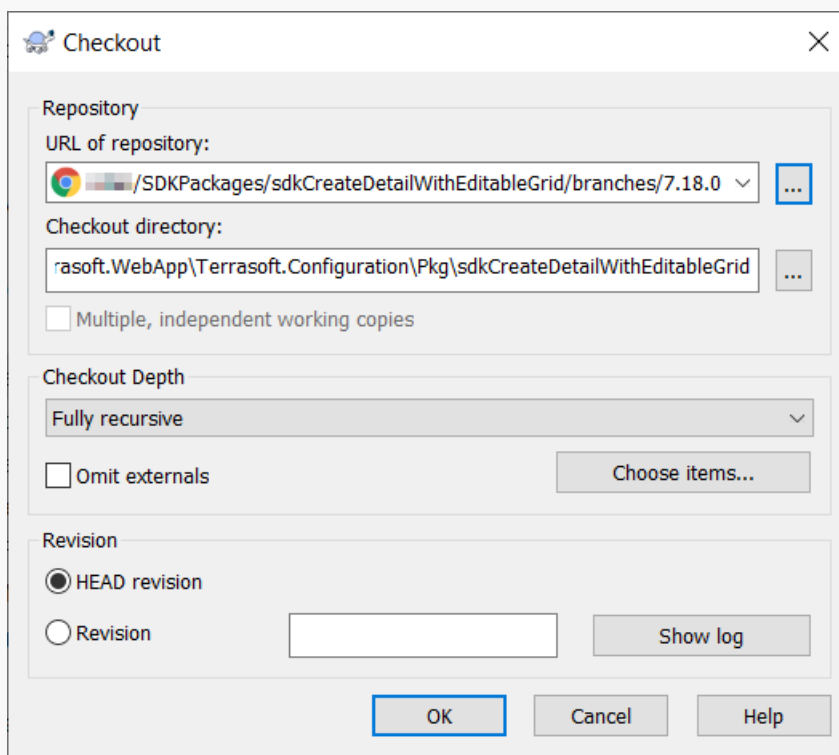 Checkout
Repository
URL of repository:
/SDKPackages/sdkCreateDetailWithEditableGrid/branches/7.18.0
...
Checkout directory:
rasoft.WebApp\Terrasoft.Configuration\Pkg\sdkCreateDetailWithEditableGrid
...
Multiple, independent working copies
Checkout Depth
Fully recursive
Omit externals
Choose items...
Revision
HEAD revision
Revision
Show log
OK
Cancel
Help